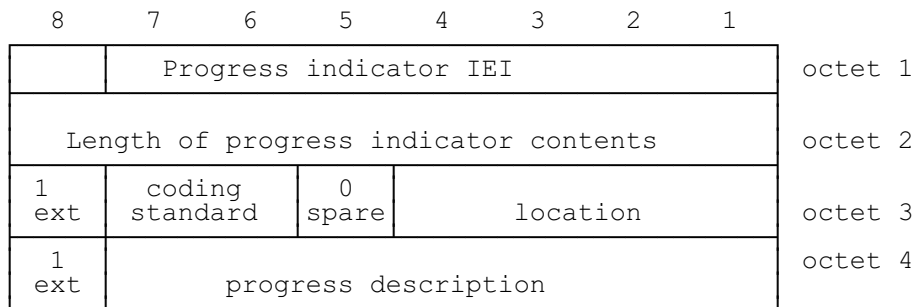 8 7 6 5 4 3 2 1
Progress indicator IEI octet 1
Length of progress indicator contents octet 2
1 coding 0
ext standard spare location octet 3
1 octet 4
ext progress description